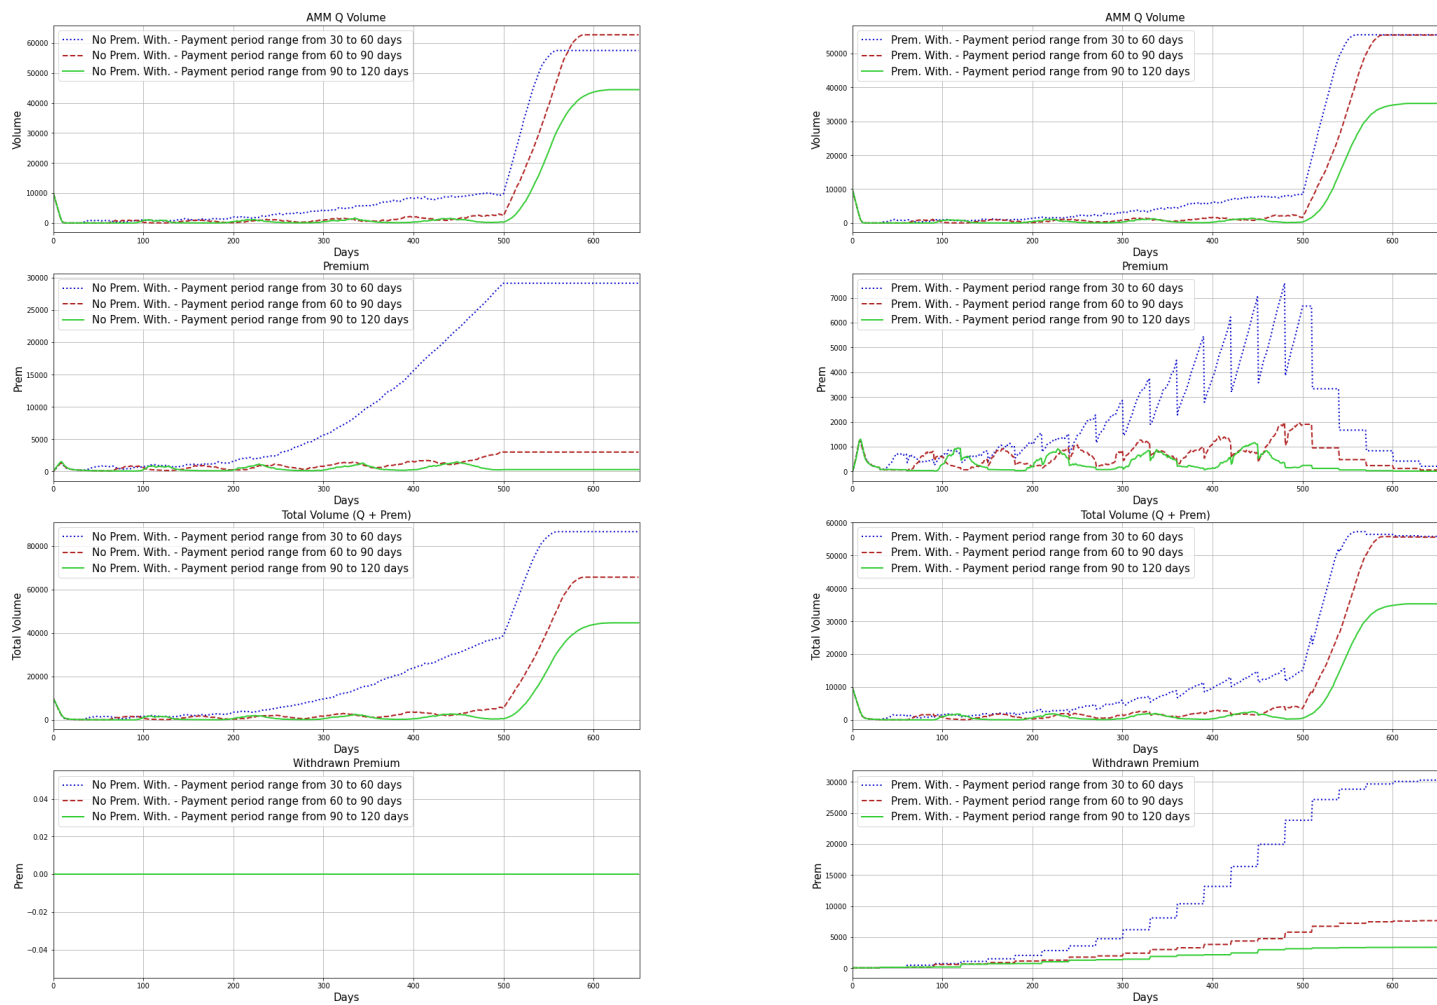 AMM Q Volume
60000
50000
40000
30000
20000
10000
0
Volume
No Prem. With. - Payment period range from 30 to 60 days
No Prem. With. - Payment period range from 60 to 90 days
No Prem. With. - Payment period range from 90 to 120 days
0 100 200 300 400 500 600
Days
AMM Q Volume
50000
40000
30000
20000
10000
0
Volume
Prem. With. - Payment period range from 30 to 60 days
Prem. With. - Payment period range from 60 to 90 days
Prem. With. - Payment period range from 90 to 120 days
0 100 200 300 400 500 600
Days
Premium
30000
25000
20000
15000
10000
5000
0
Prem
No Prem. With. - Payment period range from 30 to 60 days
No Prem. With. - Payment period range from 60 to 90 days
No Prem. With. - Payment period range from 90 to 120 days
0 100 200 300 400 500 600
Days
Premium
7000
6000
5000
4000
3000
2000
1000
0
Prem
Prem. With. - Payment period range from 30 to 60 days
Prem. With. - Payment period range from 60 to 90 days
Prem. With. - Payment period range from 90 to 120 days
0 100 200 300 400 500 600
Days
Total Volume (Q + Prem)
80000
60000
40000
20000
0
Total Volume
No Prem. With. - Payment period range from 30 to 60 days
No Prem. With. - Payment period range from 60 to 90 days
No Prem. With. - Payment period range from 90 to 120 days
0 100 200 300 400 500 600
Days
Total Volume (Q + Prem)
60000
50000
40000
30000
20000
10000
0
Total Volume
Prem. With. - Payment period range from 30 to 60 days
Prem. With. - Payment period range from 60 to 90 days
Prem. With. - Payment period range from 90 to 120 days
0 100 200 300 400 500 600
Days
Withdrawn Premium
0.04
0.02
0.00
−0.02
−0.04
Prem
No Prem. With. - Payment period range from 30 to 60 days
No Prem. With. - Payment period range from 60 to 90 days
No Prem. With. - Payment period range from 90 to 120 days
0 100 200 300 400 500 600
Days
Withdrawn Premium
30000
25000
20000
15000
10000
5000
0
Prem
Prem. With. - Payment period range from 30 to 60 days
Prem. With. - Payment period range from 60 to 90 days
Prem. With. - Payment period range from 90 to 120 days
0 100 200 300 400 500 600
Days